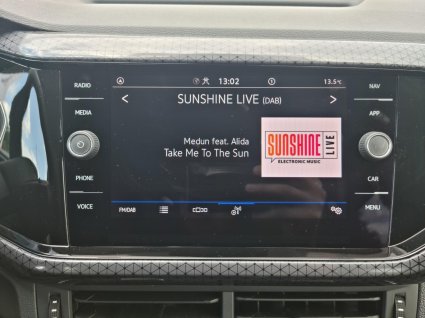 RADIO
MEDIA
PHONE
VOICE
13:02
13.5°C
SUNSHINE LIVE (DAB)
Medun feat. Alida
Take Me To The Sun
SUNSHINE
LIVE
ELECTRONIC MUSIC
FM/DAB
NAV
APP
CAR
MENU